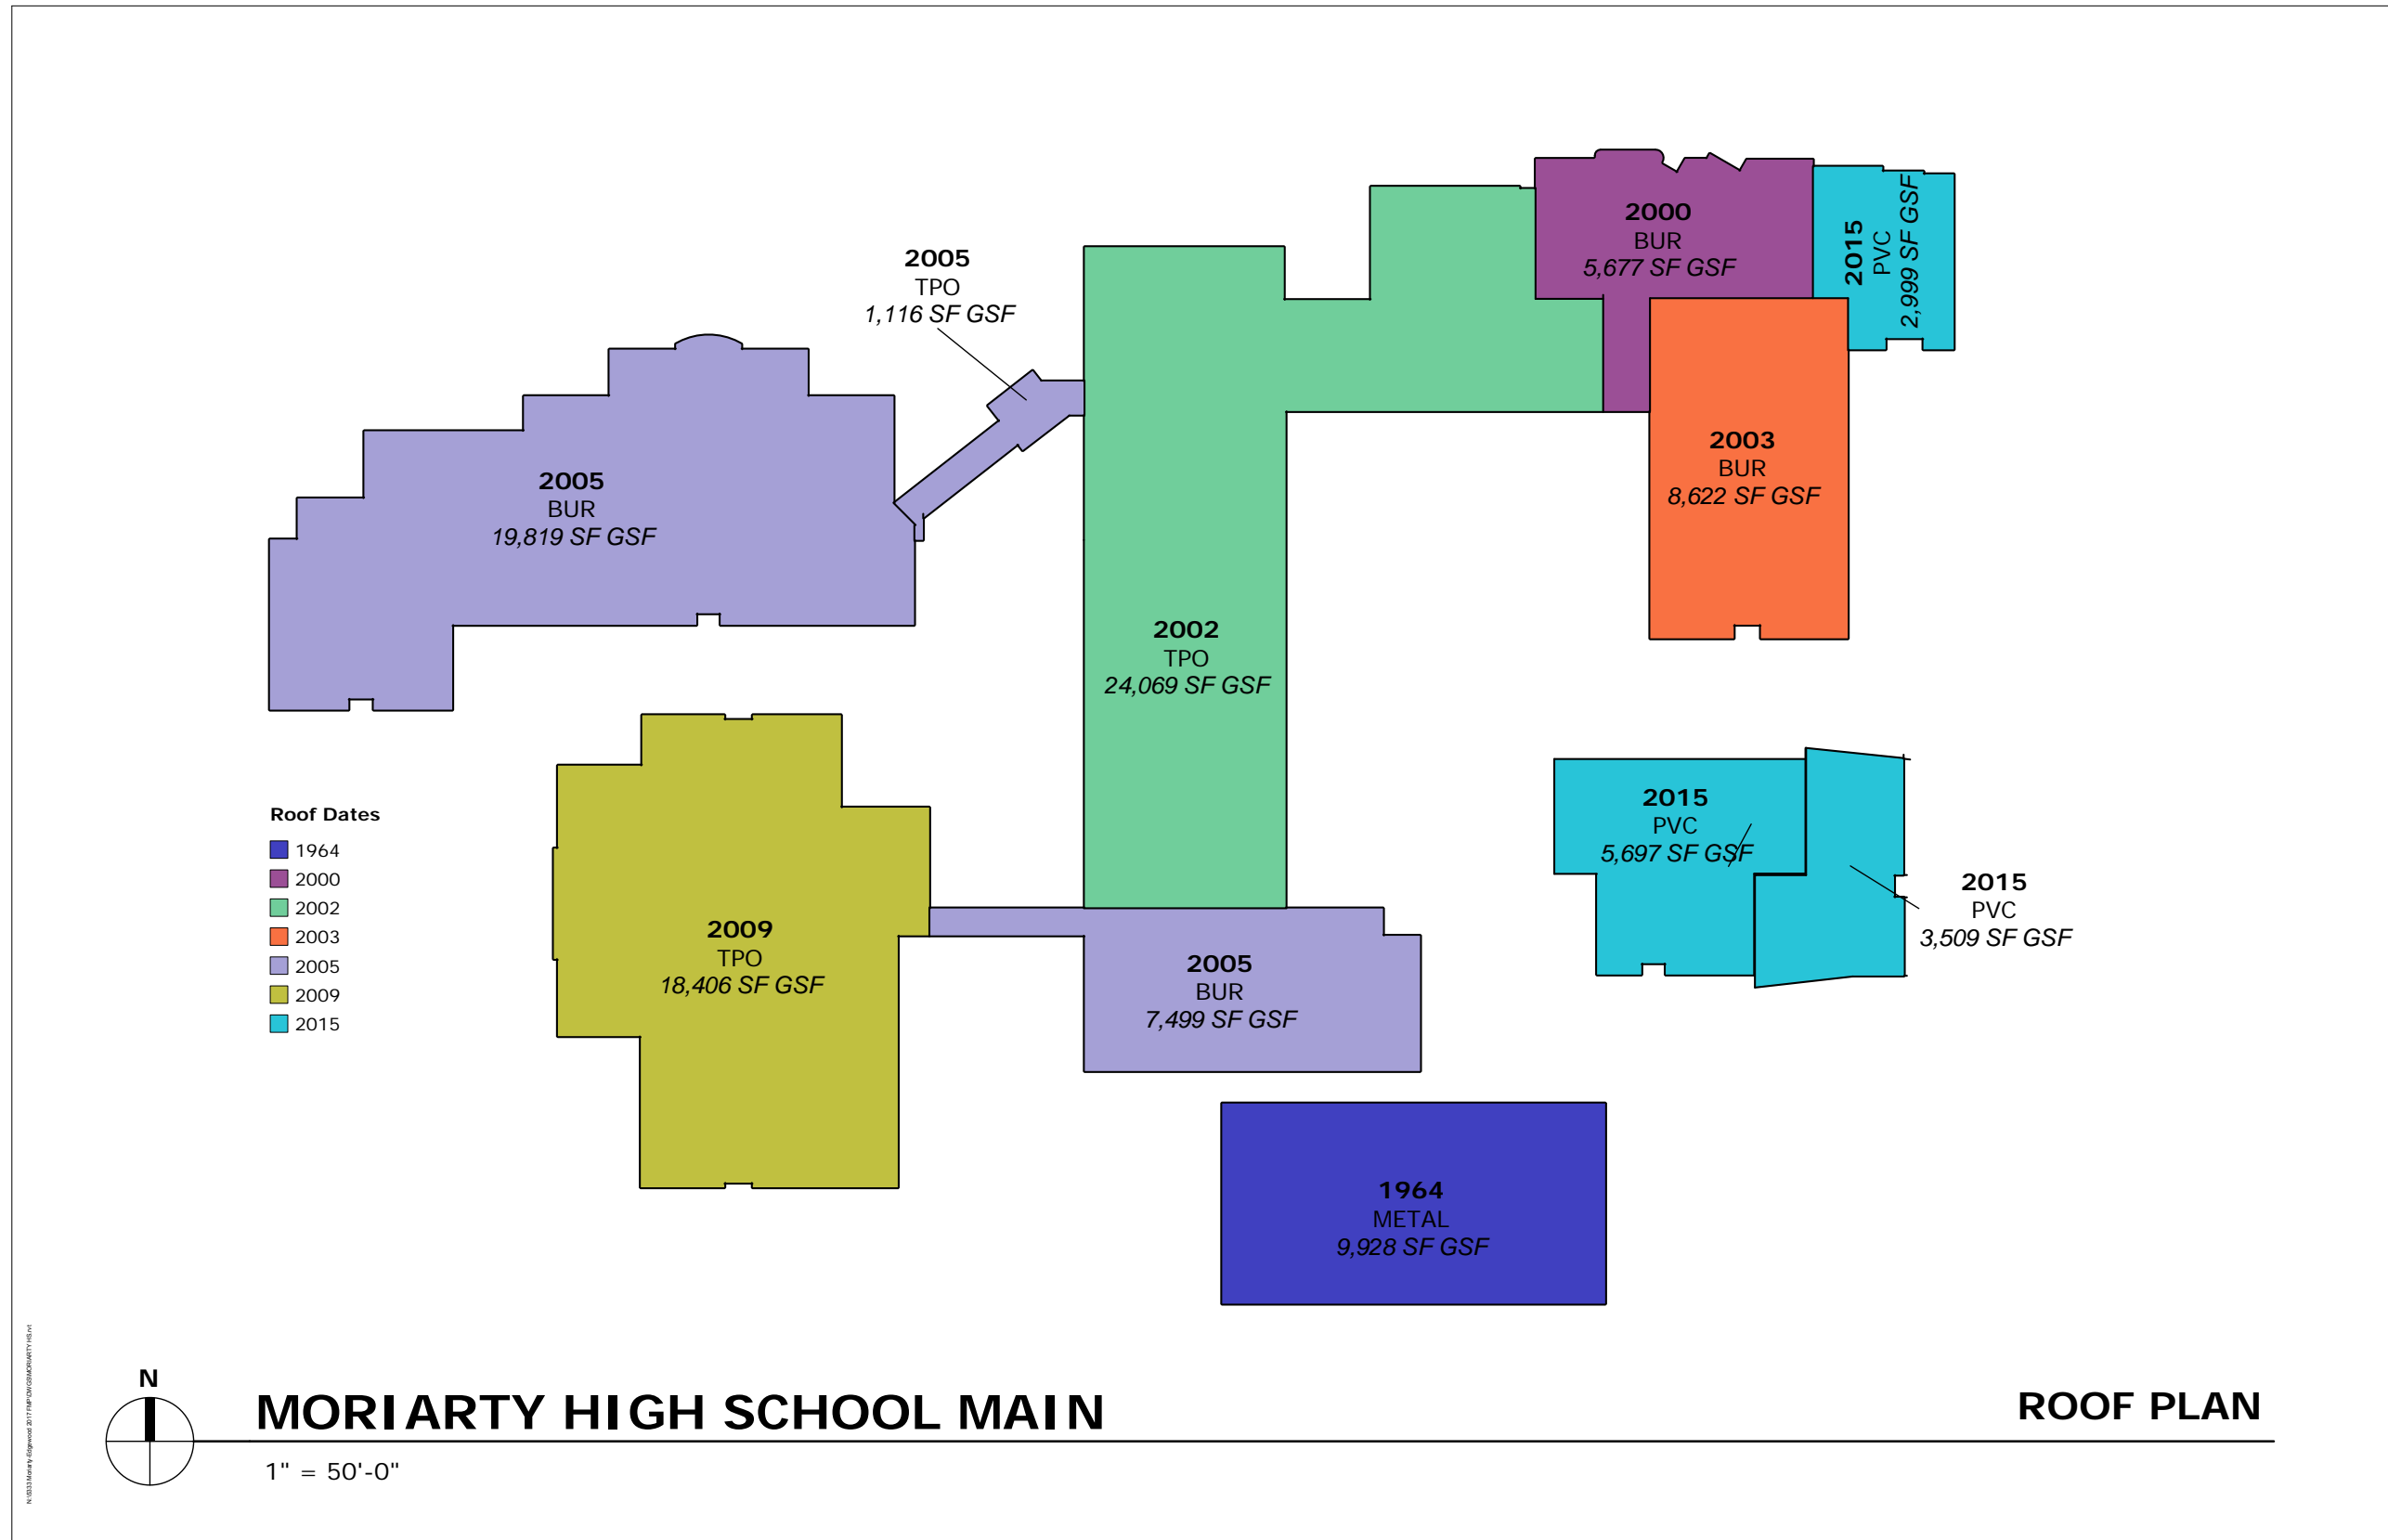 2000
BUR
5,677 SF GSF
2015
PVC
2,999 SF GSF
2005
TPO
1,116 SF GSF
2003
BUR
8,622 SF GSF
2005
BUR
19,819 SF GSF
2002
TPO
24,069 SF GSF
2015
PVC
5,697 SF GSF
2015
PVC
3,509 SF GSF
Roof Dates
1964
2000
2002
2003
2005
2009
2015
2009
TPO
18,406 SF GSF
2005
BUR
7,499 SF GSF
1964
METAL
9,928 SF GSF
N
MORIARTY HIGH SCHOOL MAIN
ROOF PLAN
1" = 50'-0"